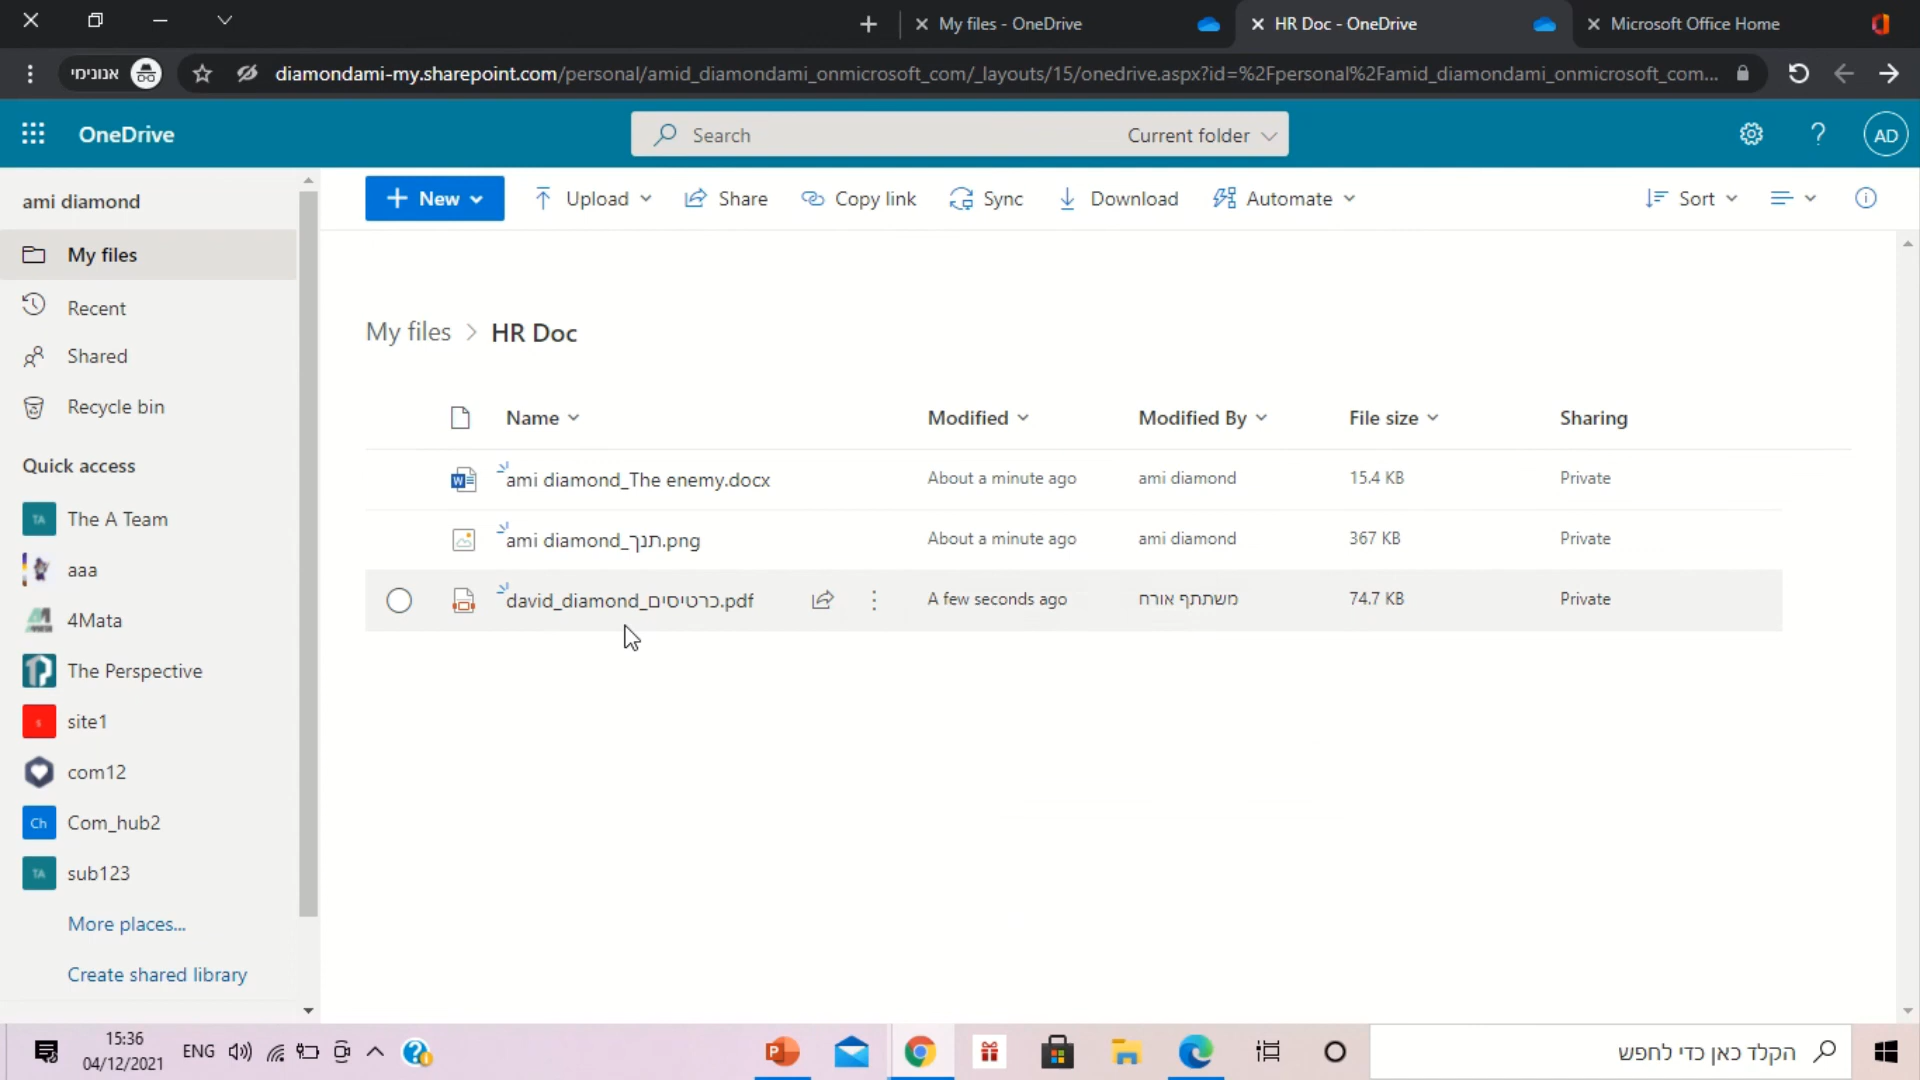 My files - OneDrive
HR Doc - OneDrive
Microsoft Office Home
אנונימי
diamondami-my.sharepoint.com/personal/amid_diamondami_onmicrosoft_com/_layouts/15/onedrive.aspx?id=%2Fpersonal%2Famid_diamondami_onmicrosoft_com...
OneDrive
Search
Current folder
AD
ami diamond
My files
Recent
Shared
Recycle bin
Quick access
TA The A Team
aaa
4Mata
The Perspective
s site1
com12
Ch Com_hub2
TA sub123
More places...
Create shared library
New
Upload
Share
Copy link
Sync
Download
Automate
Sort
My files > HR Doc
Name
Modified
Modified By
File size
Sharing
ami diamond_The enemy.docx About a minute ago ami diamond 15.4 KB Private
ami diamond_תנך.png About a minute ago ami diamond 367 KB Private
david_diamond_כרטיסים.pdf A few seconds ago משתתף אורח 74.7 KB Private
15:36
04/12/2021
ENG
הקלד כאן כדי לחפש